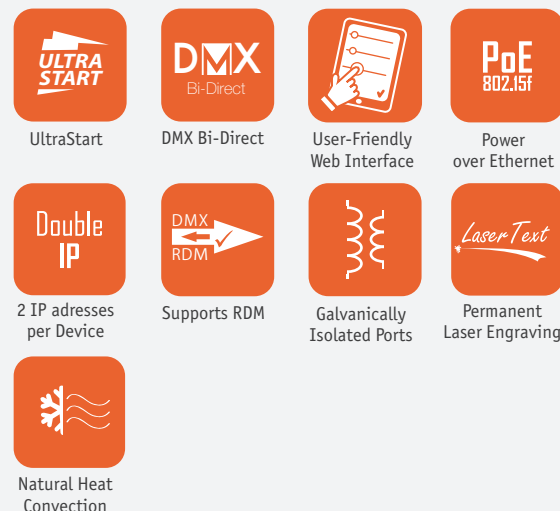 ULTRA
START
UltraStart
DMX
Bi-Direct
DMX Bi-Direct
User-Friendly
Web Interface
PoE
802.15f
Power
over Ethernet
Double
IP
2 IP adresses
per Device
DMX
RDM
Supports RDM
Galvanically
Isolated Ports
Laser Text
Permanent
Laser Engraving
Natural Heat
Convection